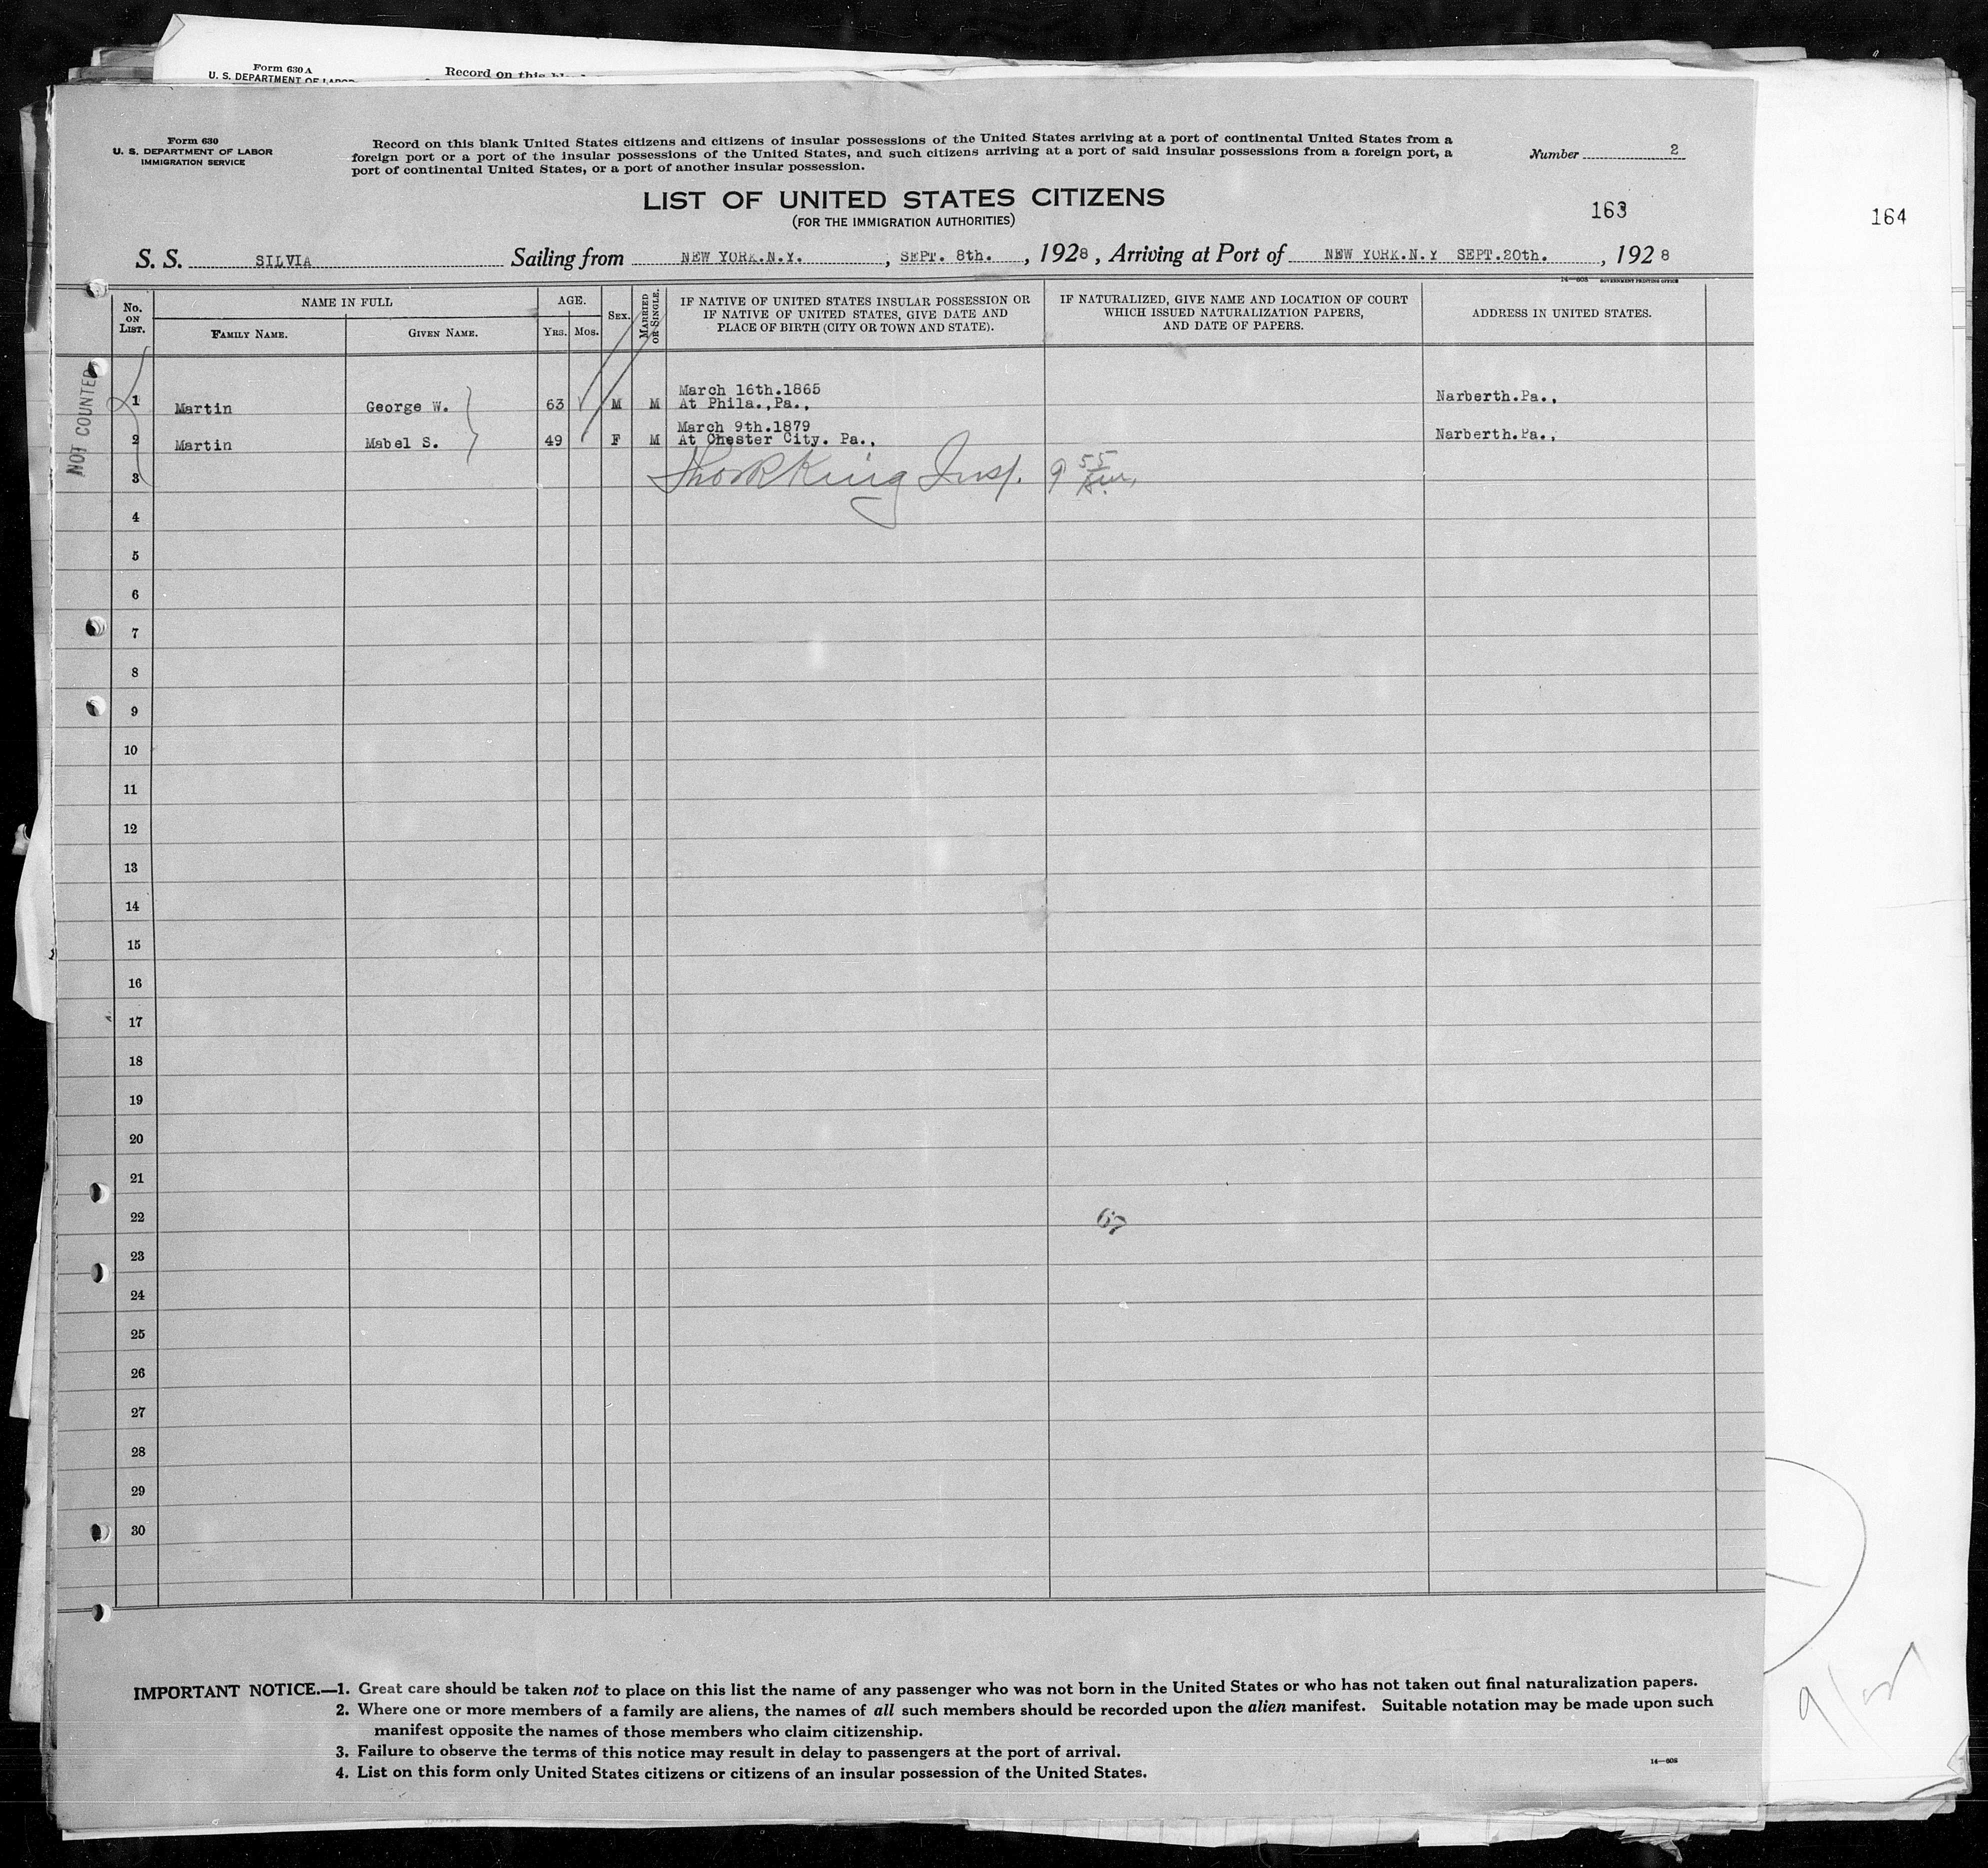 Form 630 A
U. S. DEPARTMENT OF LABOR
Record on this
Form 630
U. S. DEPARTMENT OF LABOR
IMMIGRATION SERVICE
Record on this blank United States citizens and citizens of insular possessions of the United States arriving at a port of continental United States from a
foreign port or a port of the insular possessions of the United States, and such citizens arriving at a port of said insular possessions from a foreign port, a
port of continental United States, or a port of another insular possession.
Number 2
LIST OF UNITED STATES CITIZENS
(FOR THE IMMIGRATION AUTHORITIES)
163
164
S. S. SILVIA Sailing from NEW YORK.N.Y. , SEPT. 8th. , 1928 , Arriving at Port of NEW YORK.N.Y SEPT.20th. , 1928
14—608 GOVERNMENT PRINTING OFFICE
No. ON LIST.
NAME IN FULL
FAMILY NAME.
GIVEN NAME.
AGE.
YRS. MOS.
SEX.
MARRIED OR SINGLE.
IF NATIVE OF UNITED STATES INSULAR POSSESSION OR
IF NATIVE OF UNITED STATES, GIVE DATE AND
PLACE OF BIRTH (CITY OR TOWN AND STATE).
IF NATURALIZED, GIVE NAME AND LOCATION OF COURT
WHICH ISSUED NATURALIZATION PAPERS,
AND DATE OF PAPERS.
ADDRESS IN UNITED STATES.
NOT COUNTED
March 16th.1865
1 Martin George W. 63 M M At Phila.,Pa., Narberth.Pa.,
March 9th.1879
2 Martin Mabel S. 49 F M At Chester City. Pa., Narberth.Pa.,
3 King Insp. 9 55
4
5
6
7
8
9
10
11
12
13
14
15
16
17
18
19
20
21
22 67
23
24
25
26
27
28
29
30
IMPORTANT NOTICE.—1. Great care should be taken not to place on this list the name of any passenger who was not born in the United States or who has not taken out final naturalization papers.
2. Where one or more members of a family are aliens, the names of all such members should be recorded upon the alien manifest. Suitable notation may be made upon such
manifest opposite the names of those members who claim citizenship.
3. Failure to observe the terms of this notice may result in delay to passengers at the port of arrival.
4. List on this form only United States citizens or citizens of an insular possession of the United States.
14—608